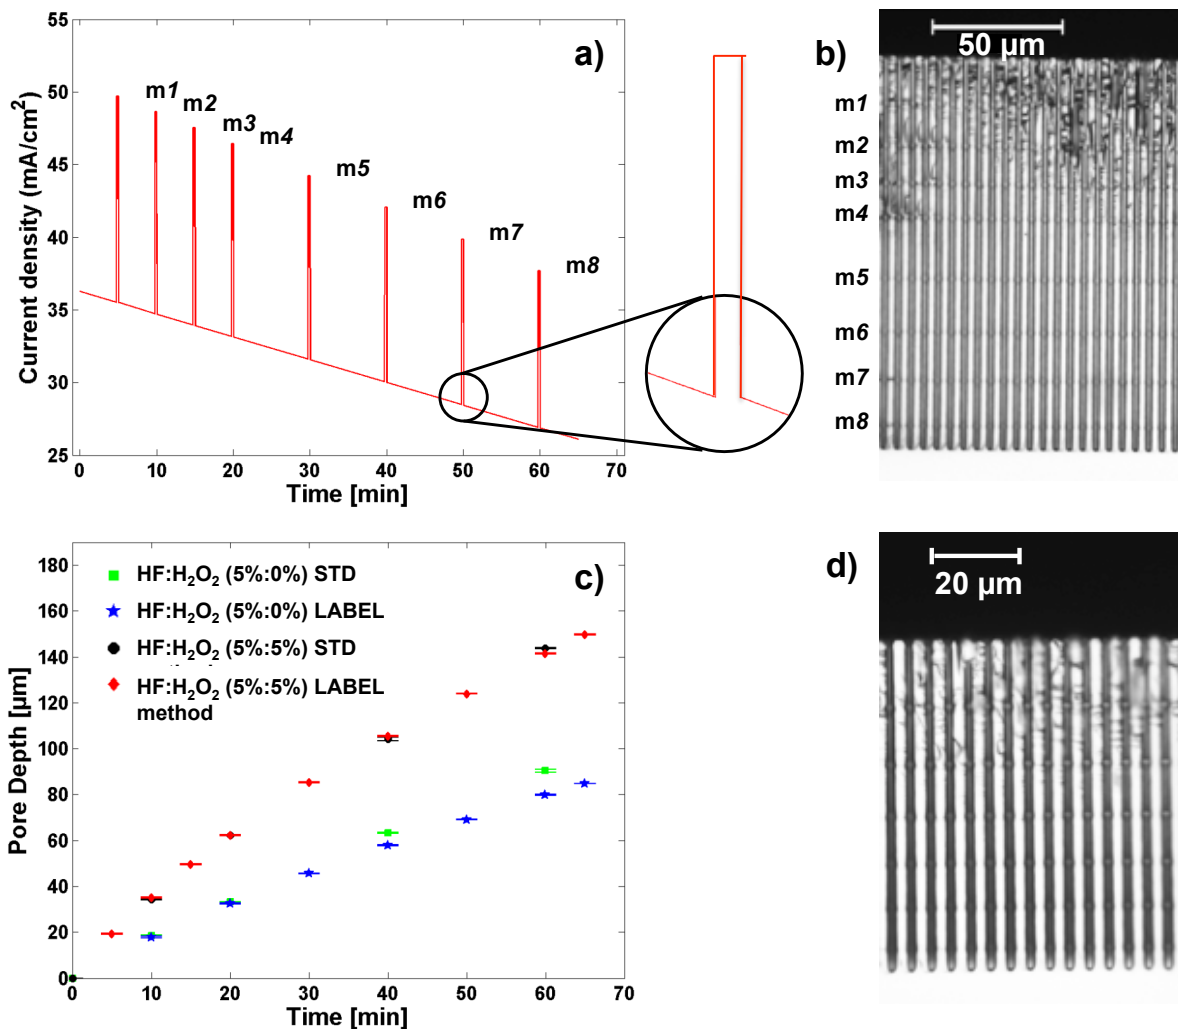 a)
55
50
45
40
35
30
25
Current density (mA/cm²)
m1
m2
m3
m4
m5
m6
m7
m8
0 10 20 30 40 50 60 70
Time [min]
b)
50 µm
m1
m2
m3
m4
m5
m6
m7
m8
c)
180
160
140
120
100
80
60
40
20
0
Pore Depth [µm]
HF:H₂O₂ (5%:0%) STD
HF:H₂O₂ (5%:0%) LABEL
HF:H₂O₂ (5%:5%) STD
HF:H₂O₂ (5%:5%) LABEL
method
0 10 20 30 40 50 60 70
Time [min]
d)
20 µm